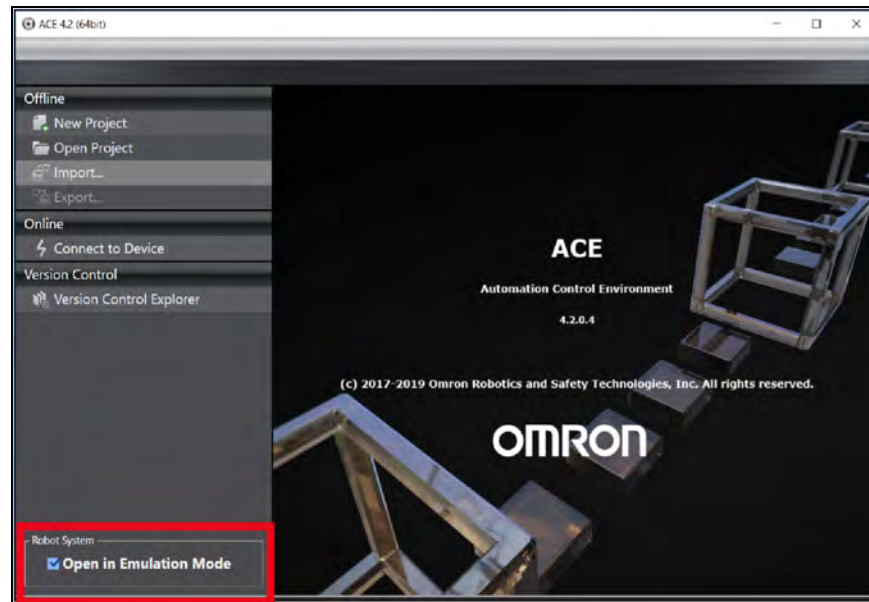 ACE 4.2 (64bit)
Offline
New Project
Open Project
Import...
Export...
Online
Connect to Device
Version Control
Version Control Explorer
ACE
Automation Control Environment
4.2.0.4
(c) 2017-2019 Omron Robotics and Safety Technologies, Inc. All rights reserved.
OMRON
Robot System
Open in Emulation Mode